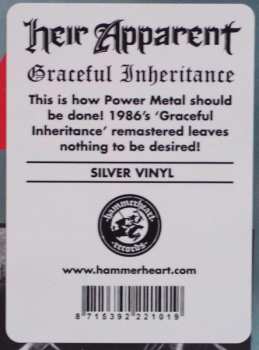 Heir Apparent
Graceful Inheritance
This is how Power Metal should
be done! 1986's 'Graceful
Inheritance' remastered leaves
nothing to be desired!
SILVER VINYL
hammerheart
records
www.hammerheart.com
8 715392 221019